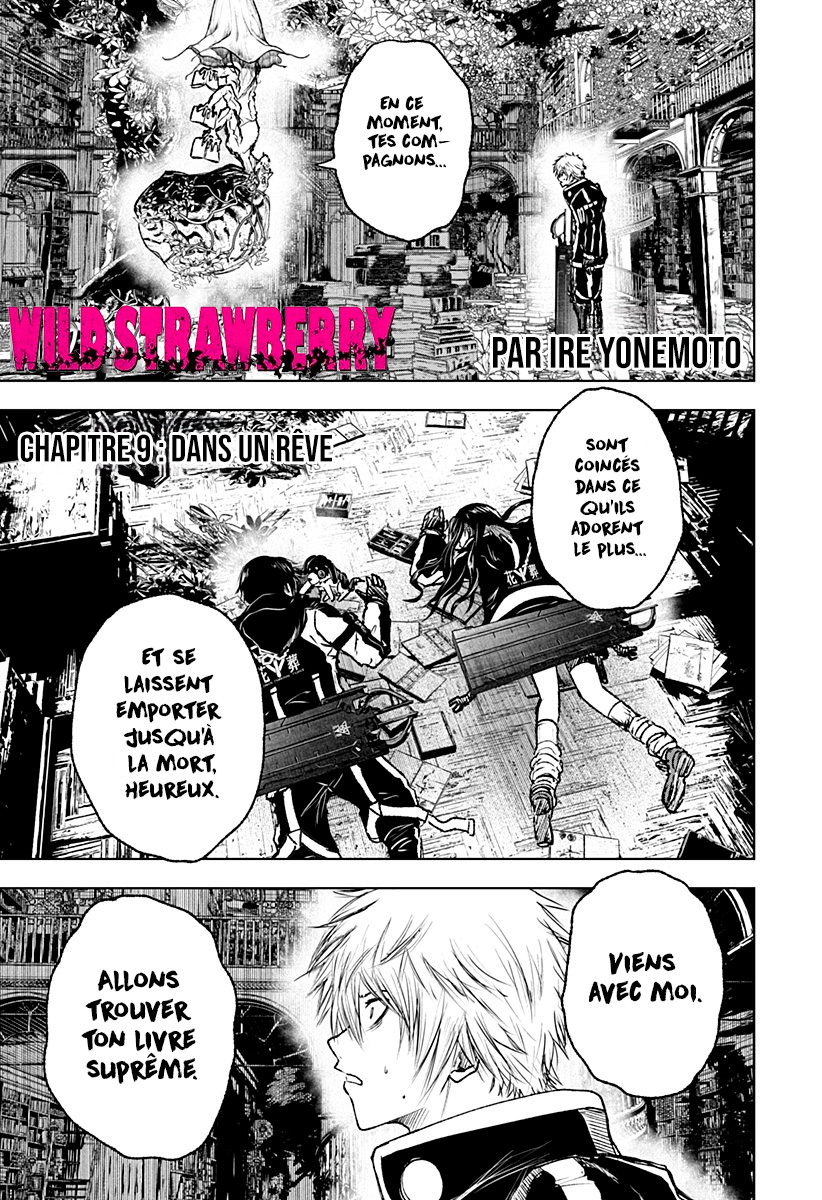 EN CE
MOMENT,
TES COM-
PAGNONS...
WILD STRAWBERRY
PAR IRE YONEMOTO
CHAPITRE 9 : DANS UN RÊVE
SONT
COINCÉS
DANS CE
QU'ILS
ADORENT
LE PLUS...
ET SE
LAISSENT
EMPORTER
JUSQU'À
LA MORT,
HEUREUX.
VIENS
AVEC MOI.
ALLONS
TROUVER
TON LIVRE
SUPRÊME.